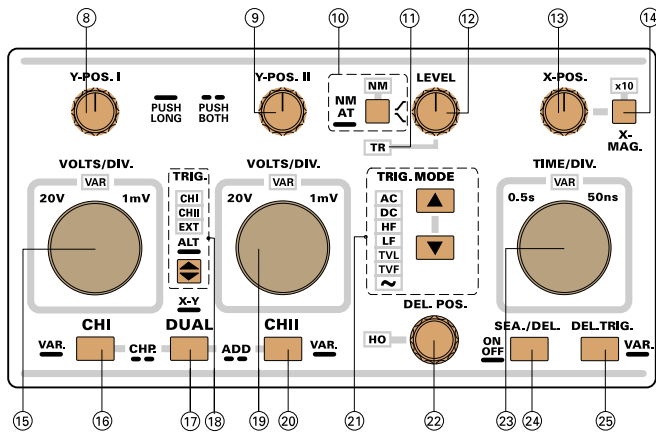 8 9 10 11 12 13 14
Y-POS. I
PUSH LONG
PUSH BOTH
Y-POS. II
NM
AT
NM
LEVEL
TR
X-POS.
x10
X-MAG.
VOLTS/DIV.
VAR
20V 1mV
TRIG.
CHI
CHII
EXT
ALT
X-Y
VOLTS/DIV.
VAR
20V 1mV
TRIG. MODE
AC
DC
HF
LF
TVL
TVF
~
TIME/DIV.
VAR
0.5s 50ns
DEL. POS.
HO
VAR.
CHI
CHP.
DUAL
ADD
CHII
VAR.
ON
OFF
SEA./DEL.
DEL.TRIG.
VAR.
15 16 17 18 19 20 21 22 23 24 25